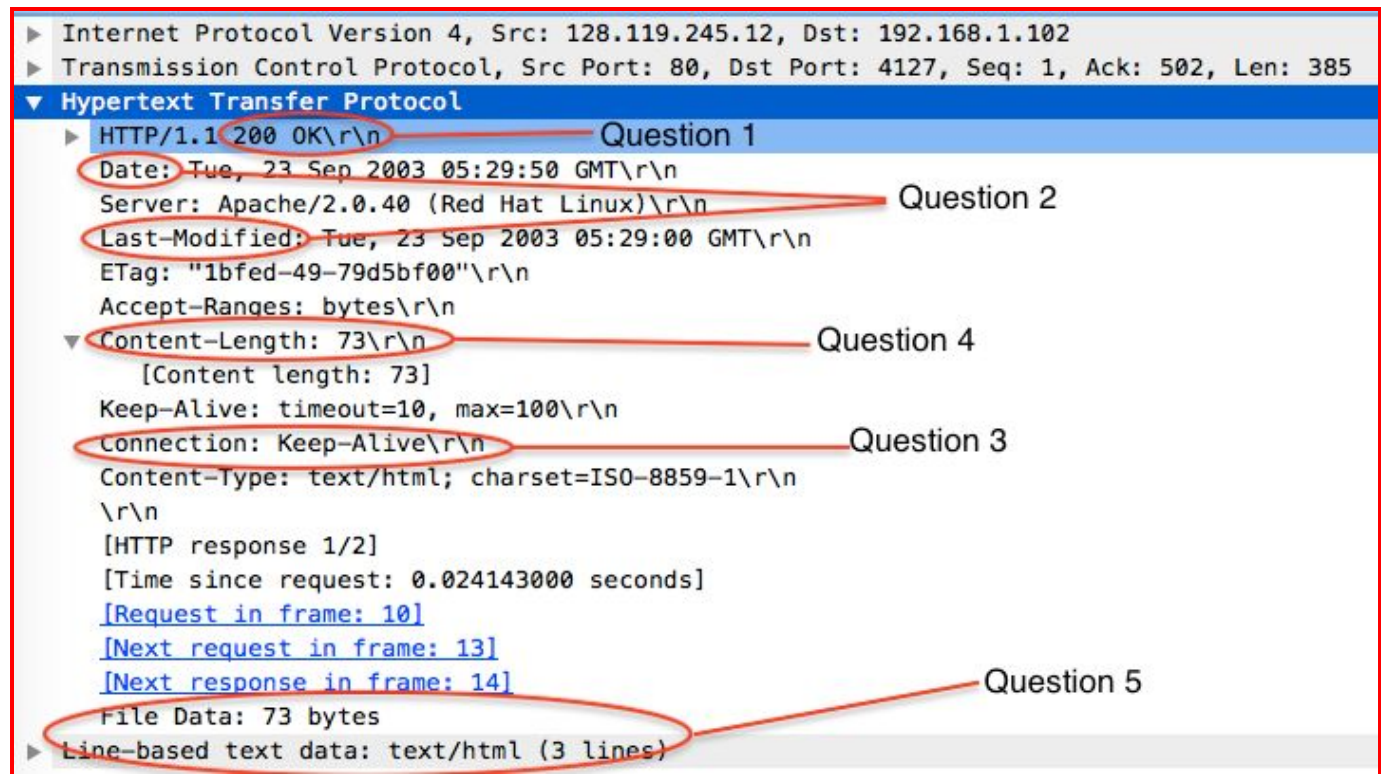 Internet Protocol Version 4, Src: 128.119.245.12, Dst: 192.168.1.102
Transmission Control Protocol, Src Port: 80, Dst Port: 4127, Seq: 1, Ack: 502, Len: 385
Hypertext Transfer Protocol
HTTP/1.1 200 OK\r\n
Question 1
Date: Tue, 23 Sep 2003 05:29:50 GMT\r\n
Server: Apache/2.0.40 (Red Hat Linux)\r\n
Question 2
Last-Modified: Tue, 23 Sep 2003 05:29:00 GMT\r\n
ETag: "1bfed-49-79d5bf00"\r\n
Accept-Ranges: bytes\r\n
Content-Length: 73\r\n
Question 4
[Content length: 73]
Keep-Alive: timeout=10, max=100\r\n
Connection: Keep-Alive\r\n
Question 3
Content-Type: text/html; charset=ISO-8859-1\r\n
\r\n
[HTTP response 1/2]
[Time since request: 0.024143000 seconds]
[Request in frame: 10]
[Next request in frame: 13]
[Next response in frame: 14]
Question 5
File Data: 73 bytes
Line-based text data: text/html (3 lines)